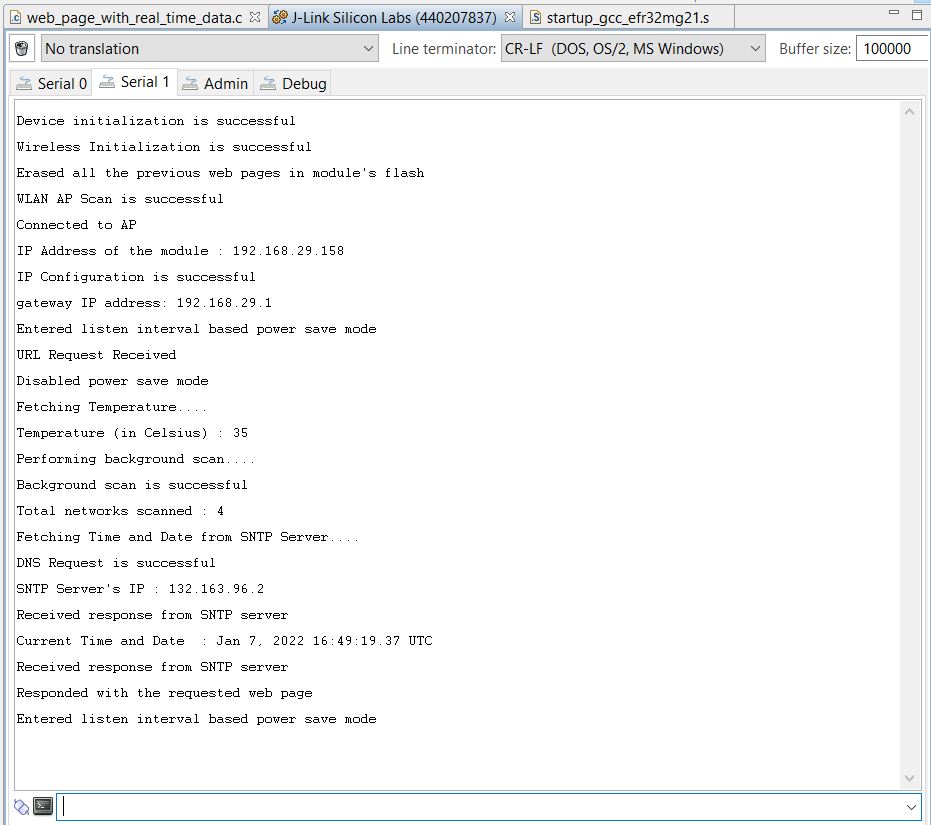 web_page_with_real_time_data.c J-Link Silicon Labs (440207837) startup_gcc_efr32mg21.s
No translation Line terminator: CR-LF (DOS, OS/2, MS Windows) Buffer size: 100000
Serial 0 Serial 1 Admin Debug
Device initialization is successful
Wireless Initialization is successful
Erased all the previous web pages in module's flash
WLAN AP Scan is successful
Connected to AP
IP Address of the module : 192.168.29.158
IP Configuration is successful
gateway IP address: 192.168.29.1
Entered listen interval based power save mode
URL Request Received
Disabled power save mode
Fetching Temperature....
Temperature (in Celsius) : 35
Performing background scan....
Background scan is successful
Total networks scanned : 4
Fetching Time and Date from SNTP Server....
DNS Request is successful
SNTP Server's IP : 132.163.96.2
Received response from SNTP server
Current Time and Date  : Jan 7, 2022 16:49:19.37 UTC
Received response from SNTP server
Responded with the requested web page
Entered listen interval based power save mode